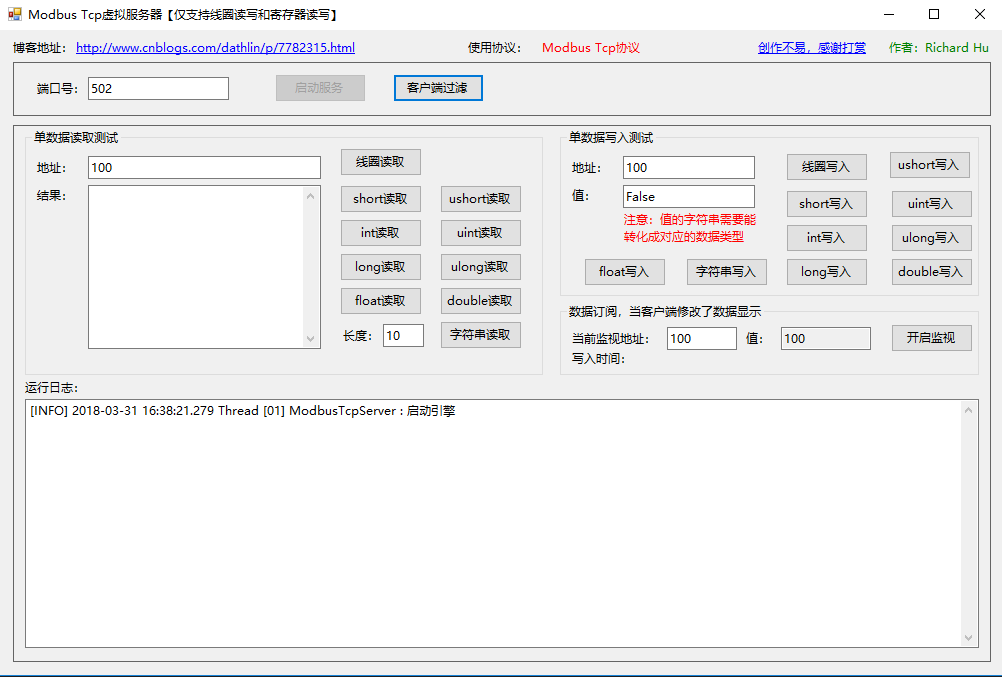 Modbus Tcp虚拟服务器【仅支持线圈读写和寄存器读写】
博客地址： http://www.cnblogs.com/dathlin/p/7782315.html 使用协议： Modbus Tcp协议 创作不易，感谢打赏 作者：Richard Hu
端口号： 502 启动服务 客户端过滤
单数据读取测试
地址： 100 线圈读取
结果：
short读取 ushort读取
int读取 uint读取
long读取 ulong读取
float读取 double读取
长度： 10 字符串读取
单数据写入测试
地址： 100 线圈写入 ushort写入
值： False short写入 uint写入
注意：值的字符串需要能
转化成对应的数据类型
int写入 ulong写入
float写入 字符串写入 long写入 double写入
数据订阅，当客户端修改了数据显示
当前监视地址： 100 值： 100 开启监视
写入时间：
运行日志：
[INFO] 2018-03-31 16:38:21.279 Thread [01] ModbusTcpServer : 启动引擎